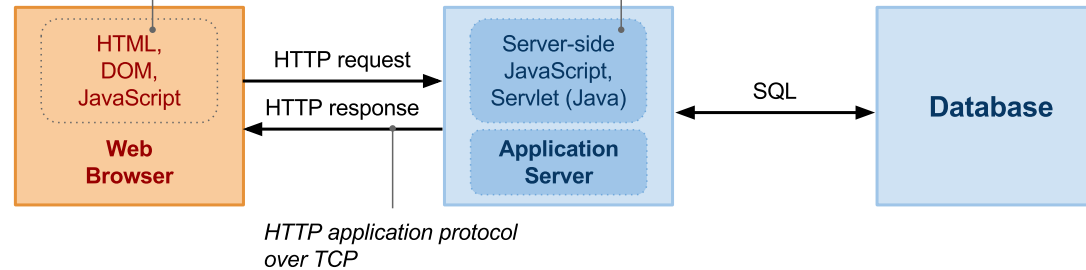 HTML,
DOM,
JavaScript
Web
Browser
HTTP request
HTTP response
HTTP application protocol
over TCP
Server-side
JavaScript,
Servlet (Java)
Application
Server
SQL
Database